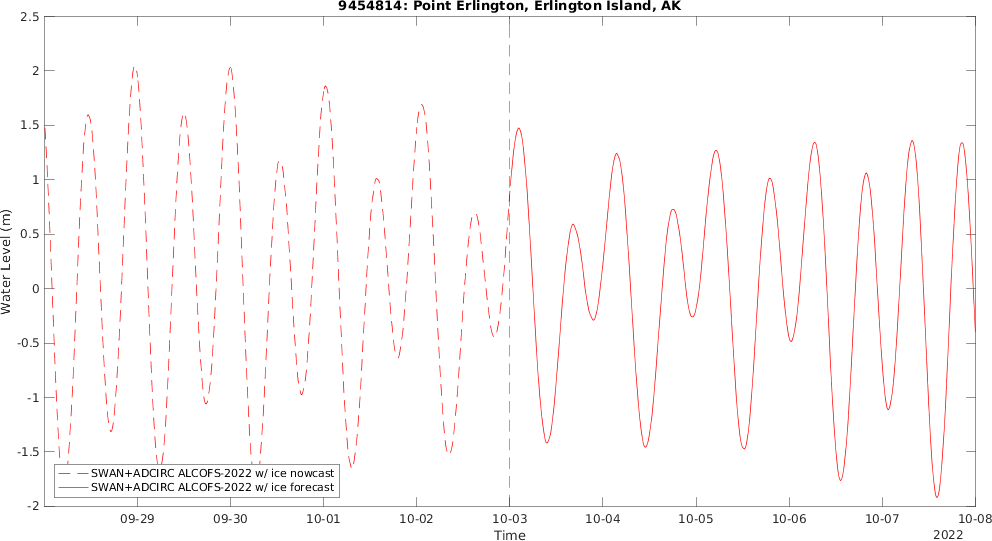 9454814: Point Erlington, Erlington Island, AK
2.5
2
1.5
1
0.5
0
-0.5
-1
-1.5
-2
Water Level (m)
SWAN+ADCIRC ALCOFS-2022 w/ ice nowcast
SWAN+ADCIRC ALCOFS-2022 w/ ice forecast
09-29 09-30 10-01 10-02 10-03 10-04 10-05 10-06 10-07 10-08
Time
2022